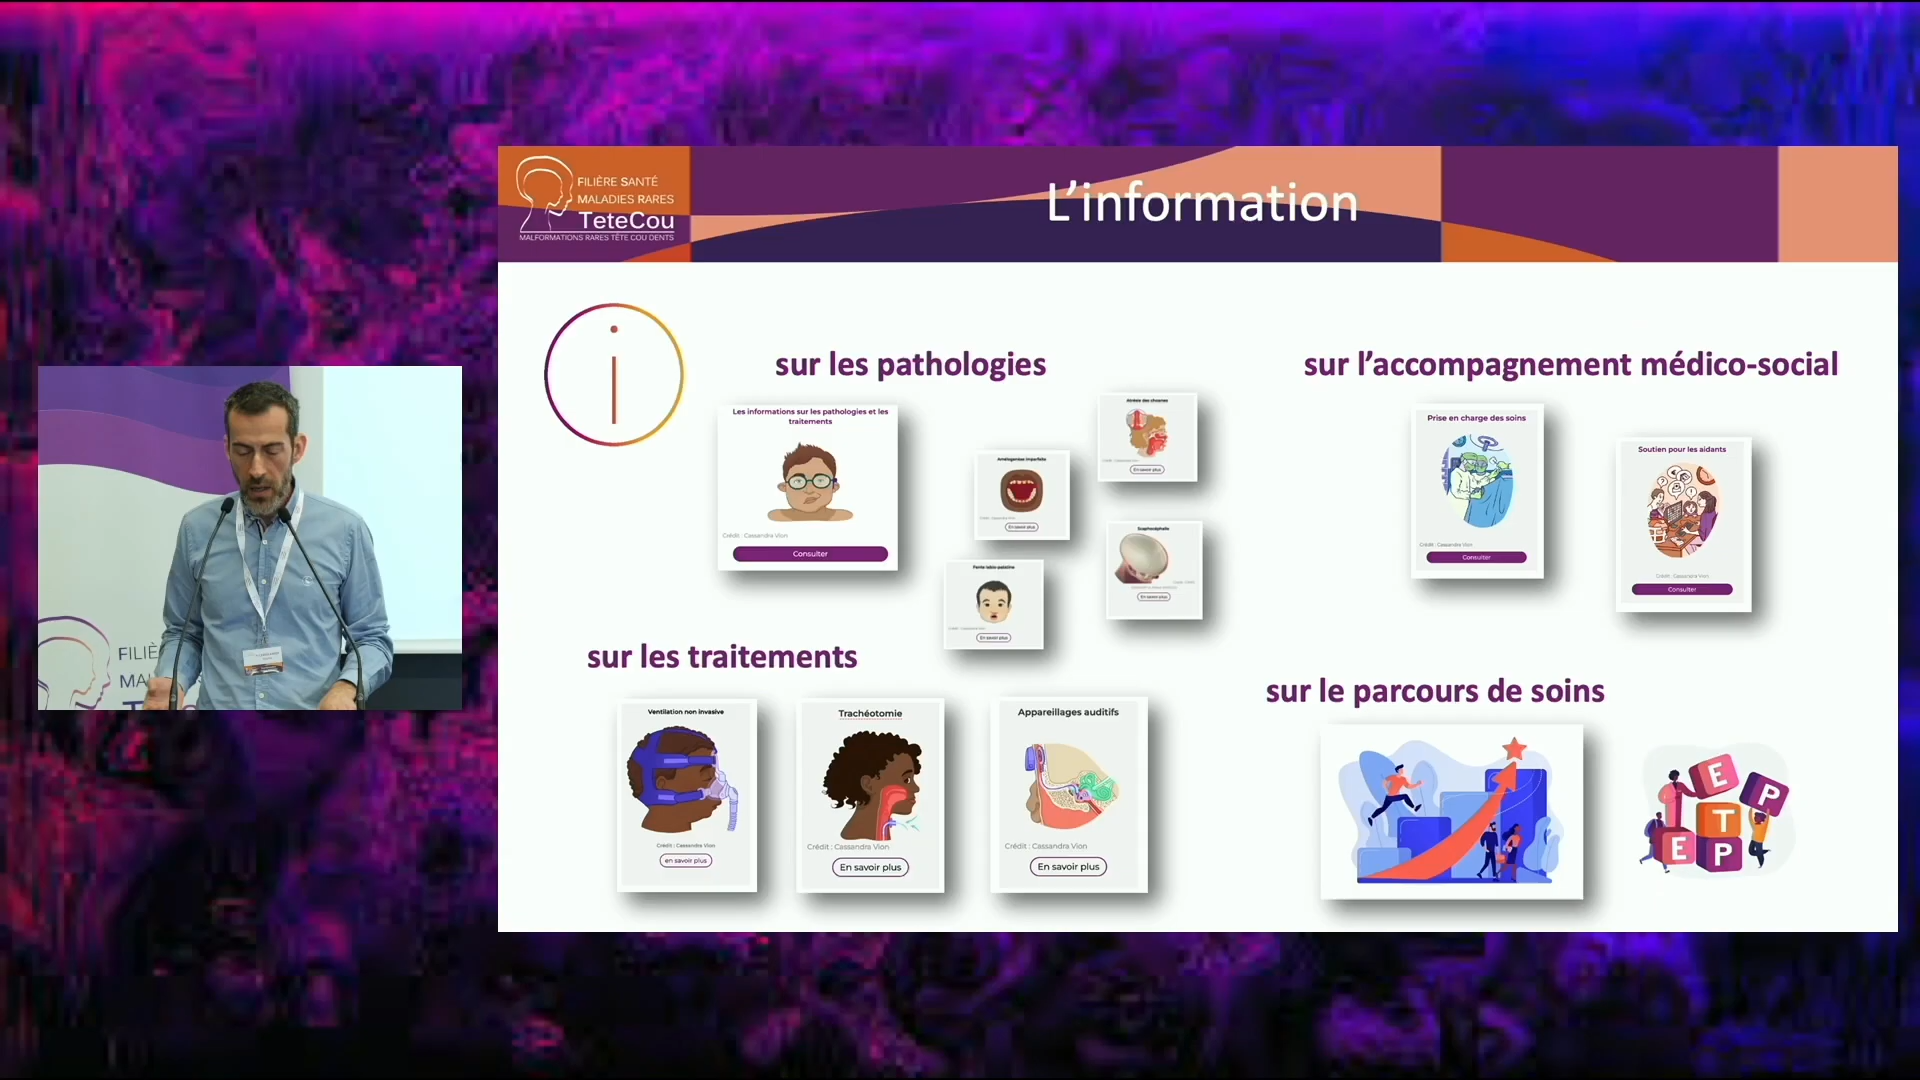 FILIÈRE SANTÉ
MALADIES RARES
TeteCou
MALFORMATIONS RARES TÊTE COU DENTS
L'information
sur les pathologies
Les informations sur les pathologies et les
traitements
Crédit : Cassandra Vion
Consulter
Amélogenèse imparfaite
En savoir plus
Atrésie des choanes
En savoir plus
Scaphocéphalie
En savoir plus
Fente labio-palatine
En savoir plus
sur l'accompagnement médico-social
Prise en charge des soins
Crédit : Cassandra Vion
Consulter
Soutien pour les aidants
Crédit : Cassandra Vion
Consulter
sur les traitements
Ventilation non invasive
Crédit : Cassandra Vion
en savoir plus
Trachéotomie
Crédit : Cassandra Vion
En savoir plus
Appareillages auditifs
Crédit : Cassandra Vion
En savoir plus
sur le parcours de soins
E
T P
E P
FILIÈ
MAL